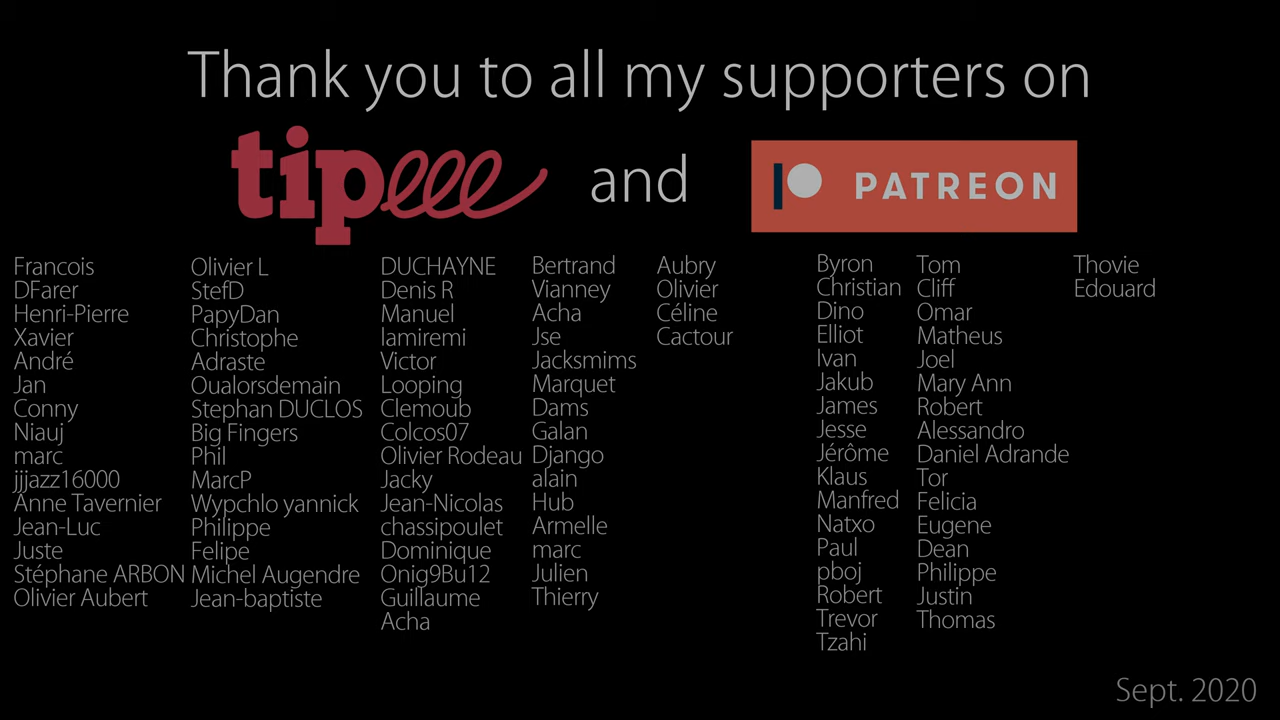 Thank you to all my supporters on
tipeee and PATREON
Francois
DFarer
Henri-Pierre
Xavier
André
Jan
Conny
Niauj
marc
jjjazz16000
Anne Tavernier
Jean-Luc
Juste
Stéphane ARBON
Olivier Aubert
Olivier L
StefD
PapyDan
Christophe
Adraste
Oualorsdemain
Stephan DUCLOS
Big Fingers
Phil
MarcP
Wypchlo yannick
Philippe
Felipe
Michel Augendre
Jean-baptiste
DUCHAYNE
Denis R
Manuel
lamiremi
Victor
Looping
Clemoub
Colcos07
Olivier Rodeau
Jacky
Jean-Nicolas
chassipoulet
Dominique
Onig9Bu12
Guillaume
Acha
Bertrand
Vianney
Acha
Jse
Jacksmims
Marquet
Dams
Galan
Django
alain
Hub
Armelle
marc
Julien
Thierry
Aubry
Olivier
Céline
Cactour
Byron
Christian
Dino
Elliot
Ivan
Jakub
James
Jesse
Jérôme
Klaus
Manfred
Natxo
Paul
pboj
Robert
Trevor
Tzahi
Tom
Cliff
Omar
Matheus
Joel
Mary Ann
Robert
Alessandro
Daniel Adrande
Tor
Felicia
Eugene
Dean
Philippe
Justin
Thomas
Thovie
Edouard
Sept. 2020